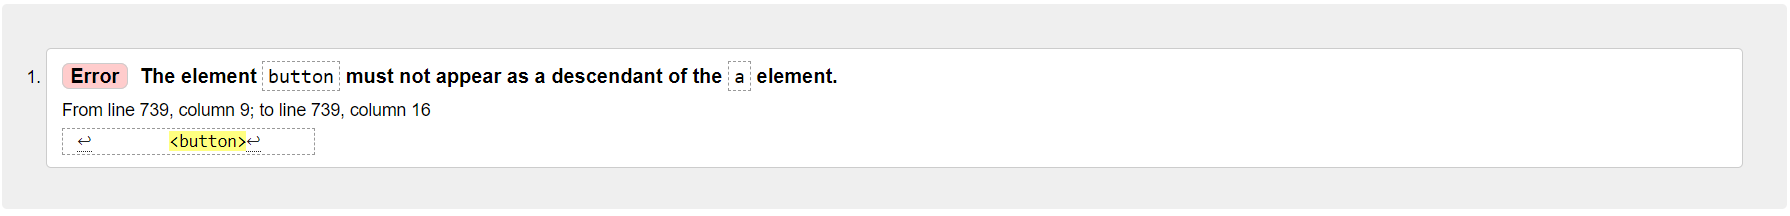 1. Error The element button must not appear as a descendant of the a element.
From line 739, column 9; to line 739, column 16
↩ <button>↩